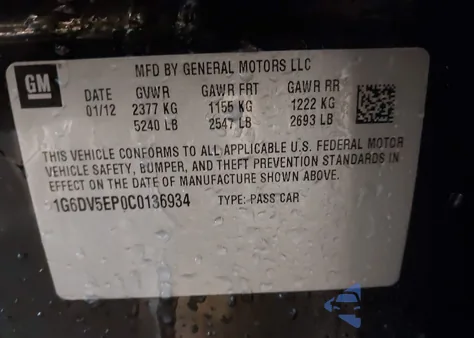 GM
MFD BY GENERAL MOTORS LLC
DATE GVWR GAWR FRT GAWR RR
01/12 2377 KG 1155 KG 1222 KG
5240 LB 2547 LB 2693 LB
THIS VEHICLE CONFORMS TO ALL APPLICABLE U.S. FEDERAL MOTOR
VEHICLE SAFETY, BUMPER, AND THEFT PREVENTION STANDARDS IN
EFFECT ON THE DATE OF MANUFACTURE SHOWN ABOVE.
1G6DV5EP0C0136934 TYPE: PASS CAR